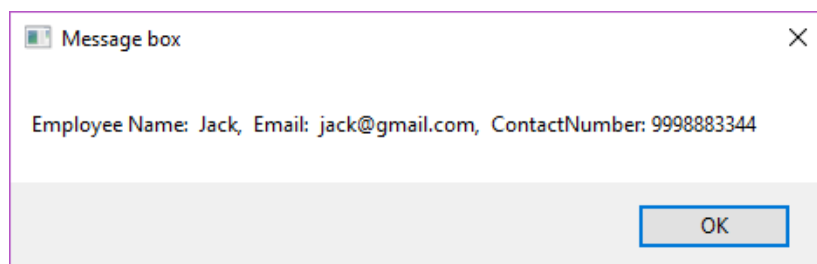 Message box
Employee Name:  Jack,  Email:  jack@gmail.com,  ContactNumber: 9998883344
OK